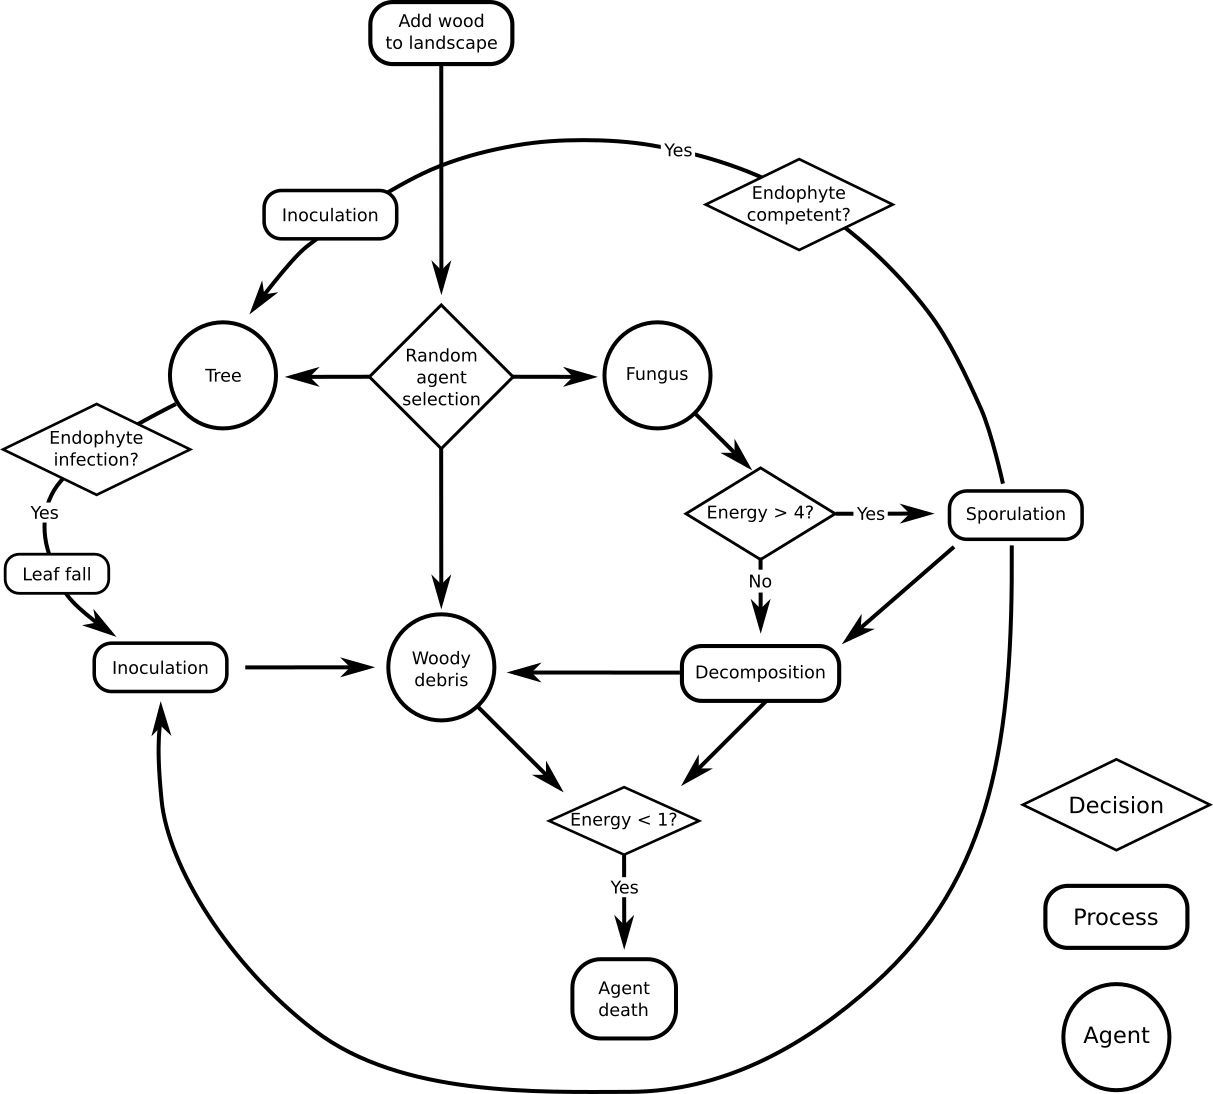 Add wood
to landscape
Yes
Endophyte
competent?
Inoculation
Random
agent
selection
Tree
Fungus
Endophyte
infection?
Yes
Energy > 4?
Yes
Sporulation
Leaf fall
No
Inoculation
Woody
debris
Decomposition
Energy < 1?
Yes
Agent
death
Decision
Process
Agent